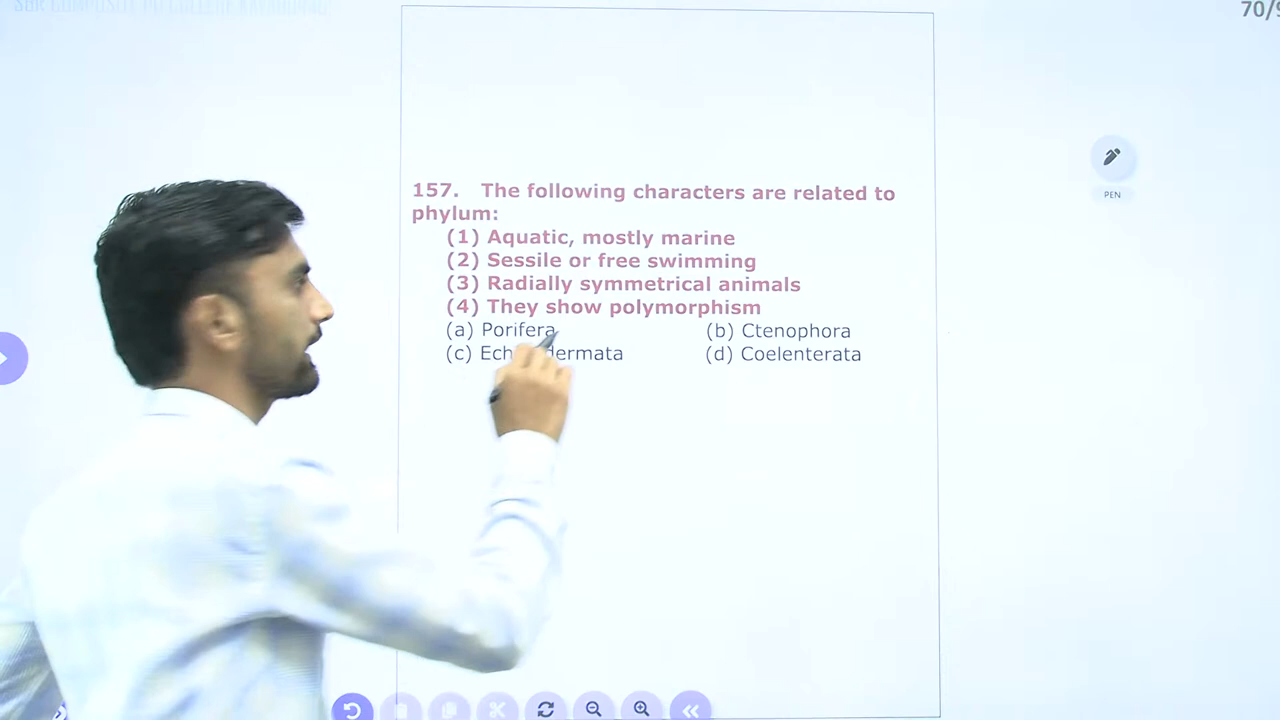 70/9
157. The following characters are related to
phylum:
(1) Aquatic, mostly marine
(2) Sessile or free swimming
(3) Radially symmetrical animals
(4) They show polymorphism
(a) Porifera (b) Ctenophora
(c) (d) Coelenterata
PEN